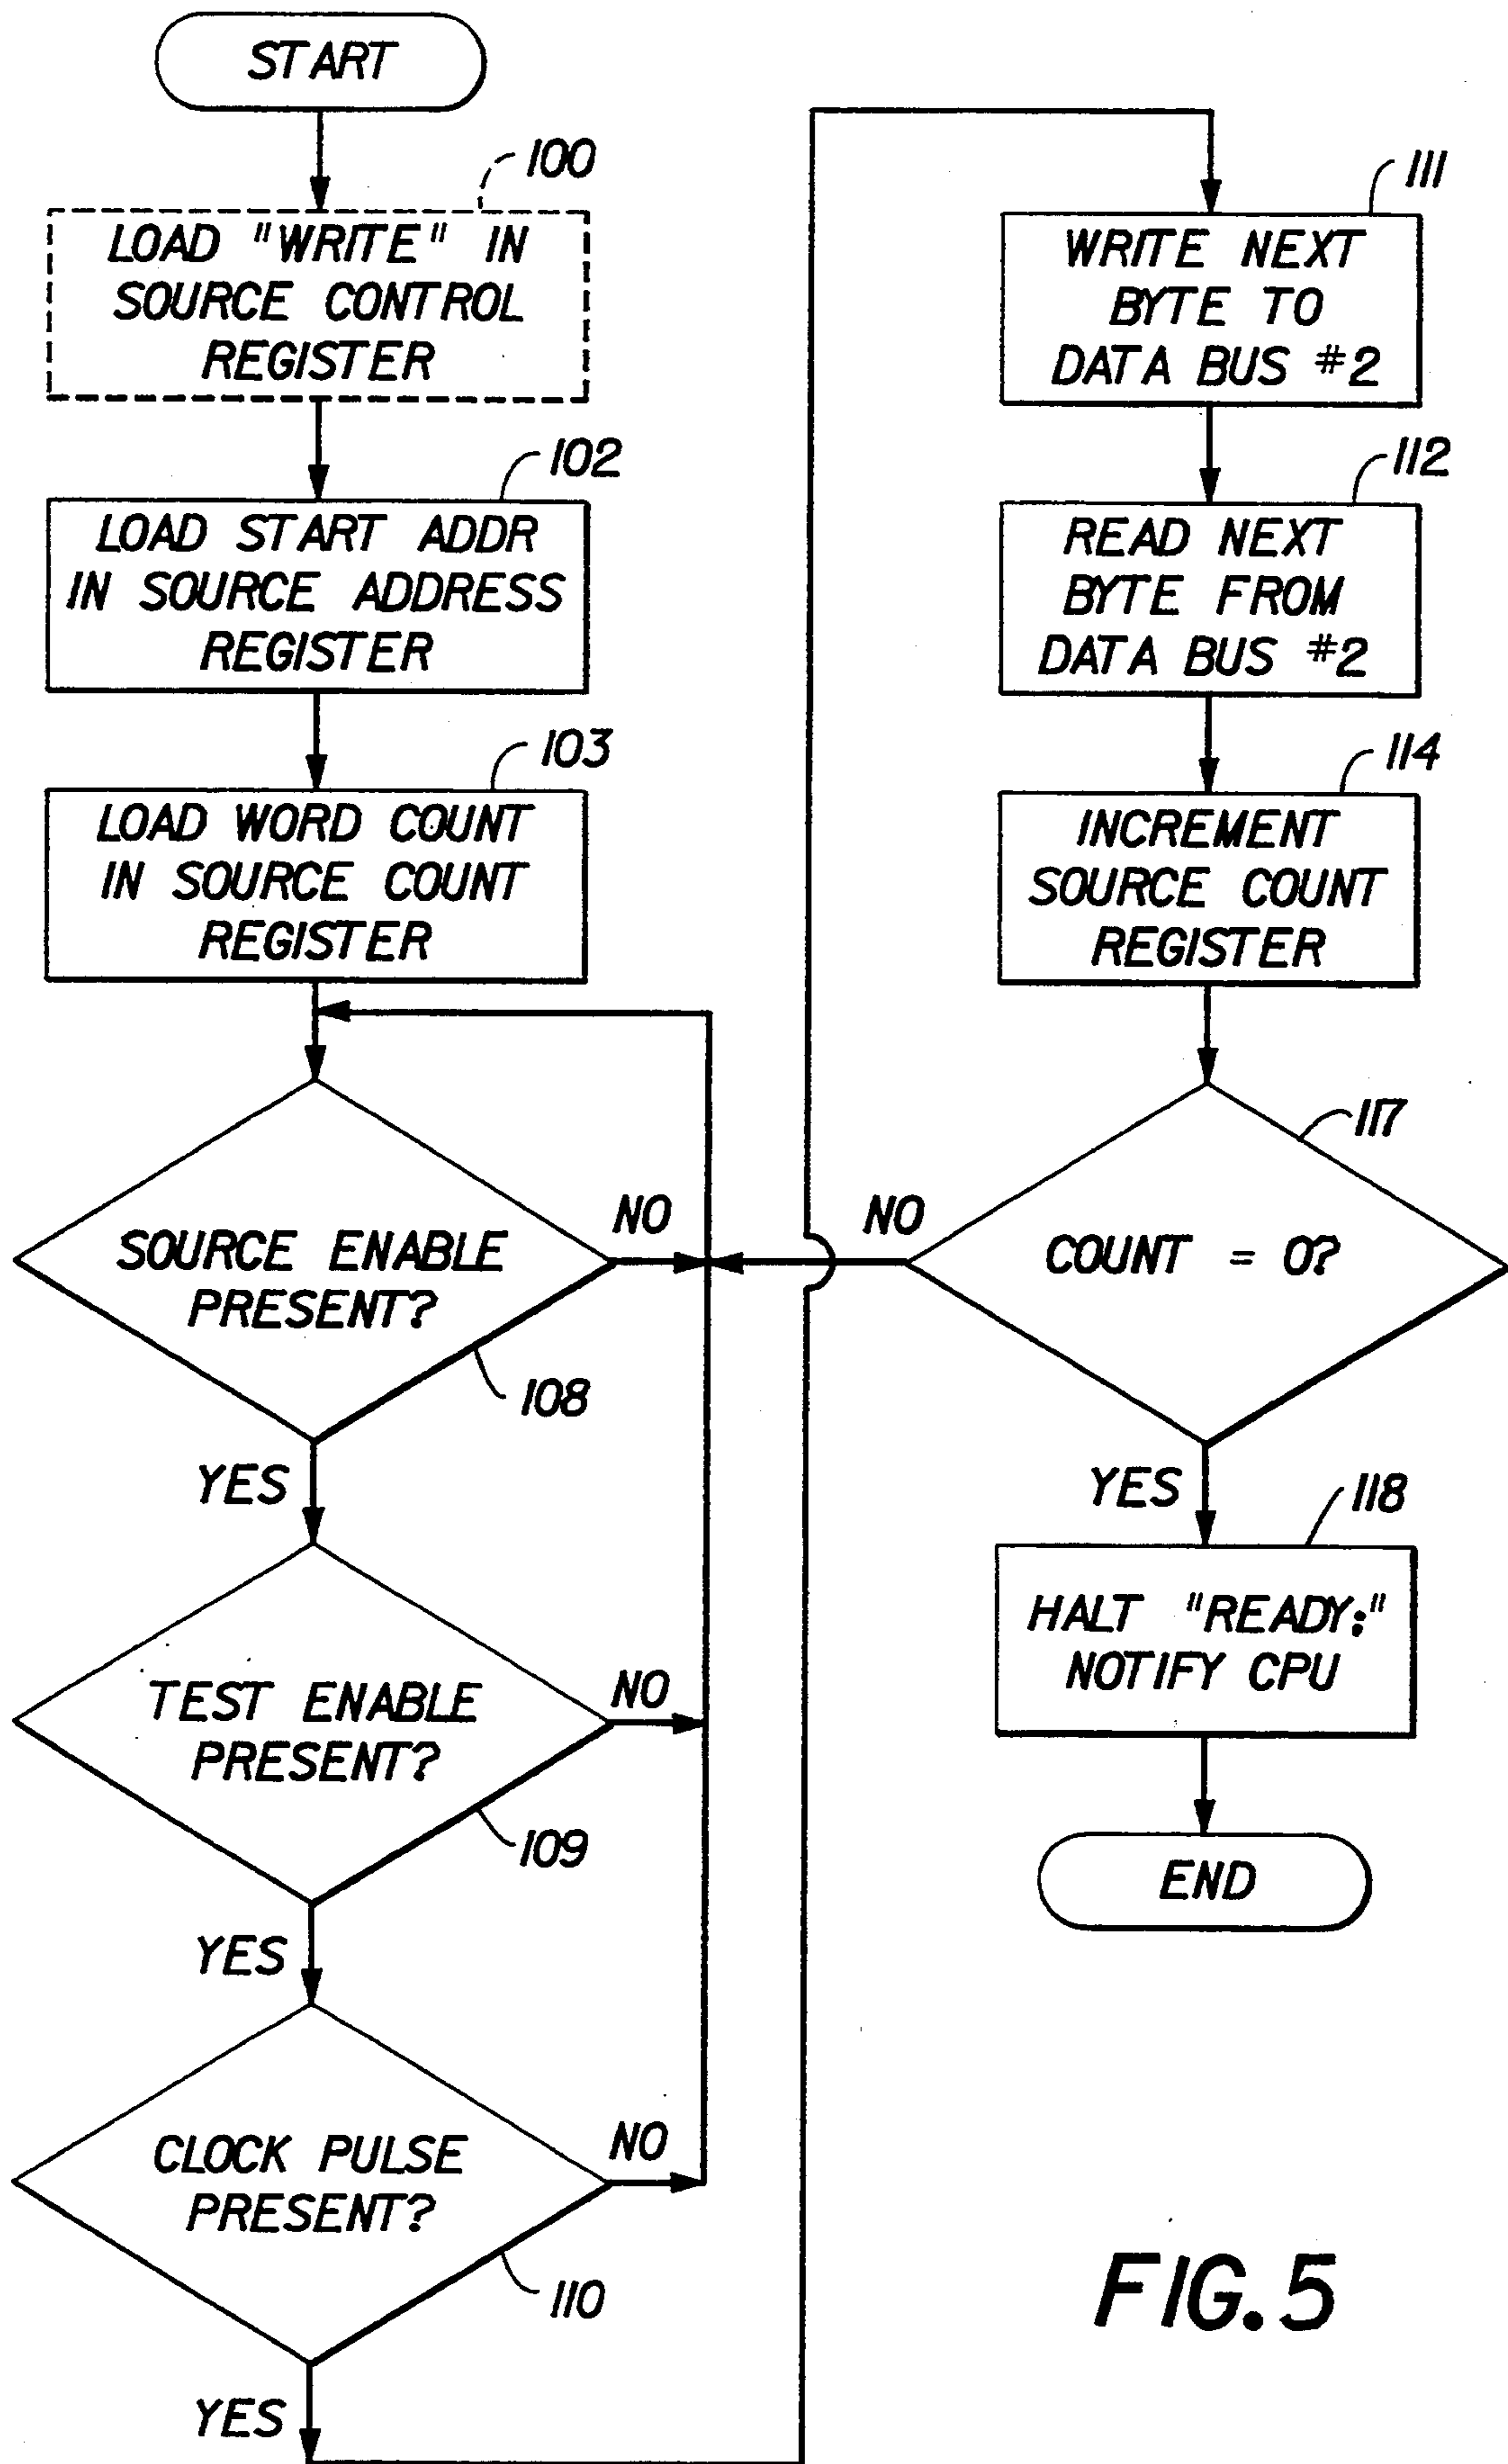 START
100
LOAD "WRITE" IN
SOURCE CONTROL
REGISTER
102
LOAD START ADDR
IN SOURCE ADDRESS
REGISTER
103
LOAD WORD COUNT
IN SOURCE COUNT
REGISTER
SOURCE ENABLE
PRESENT?
NO
108
YES
TEST ENABLE
PRESENT?
NO
109
YES
CLOCK PULSE
PRESENT?
NO
110
YES
111
WRITE NEXT
BYTE TO
DATA BUS #2
112
READ NEXT
BYTE FROM
DATA BUS #2
114
INCREMENT
SOURCE COUNT
REGISTER
117
NO
COUNT = 0?
YES
118
HALT "READY:"
NOTIFY CPU
END
FIG. 5